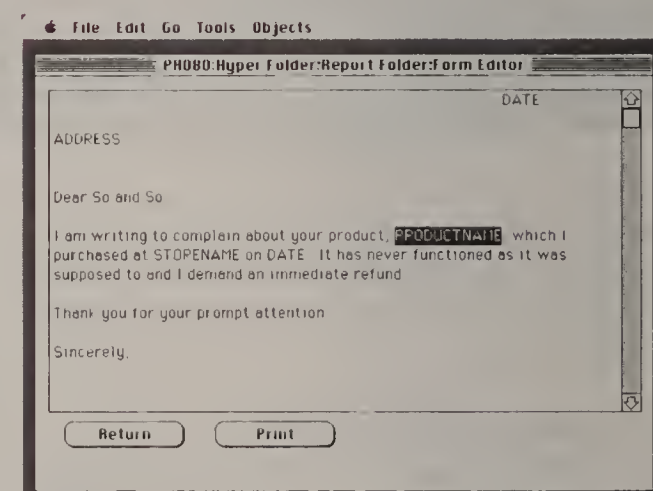 File Edit Go Tools Objects
PH080:Hyper Folder:Report Folder:Form Editor
DATE
ADDRESS
Dear So and So
I am writing to complain about your product, PRODUCTNAME which I
purchased at STORENAME on DATE It has never functioned as it was
supposed to and I demand an immediate refund
Thank you for your prompt attention
Sincerely,
Return Print